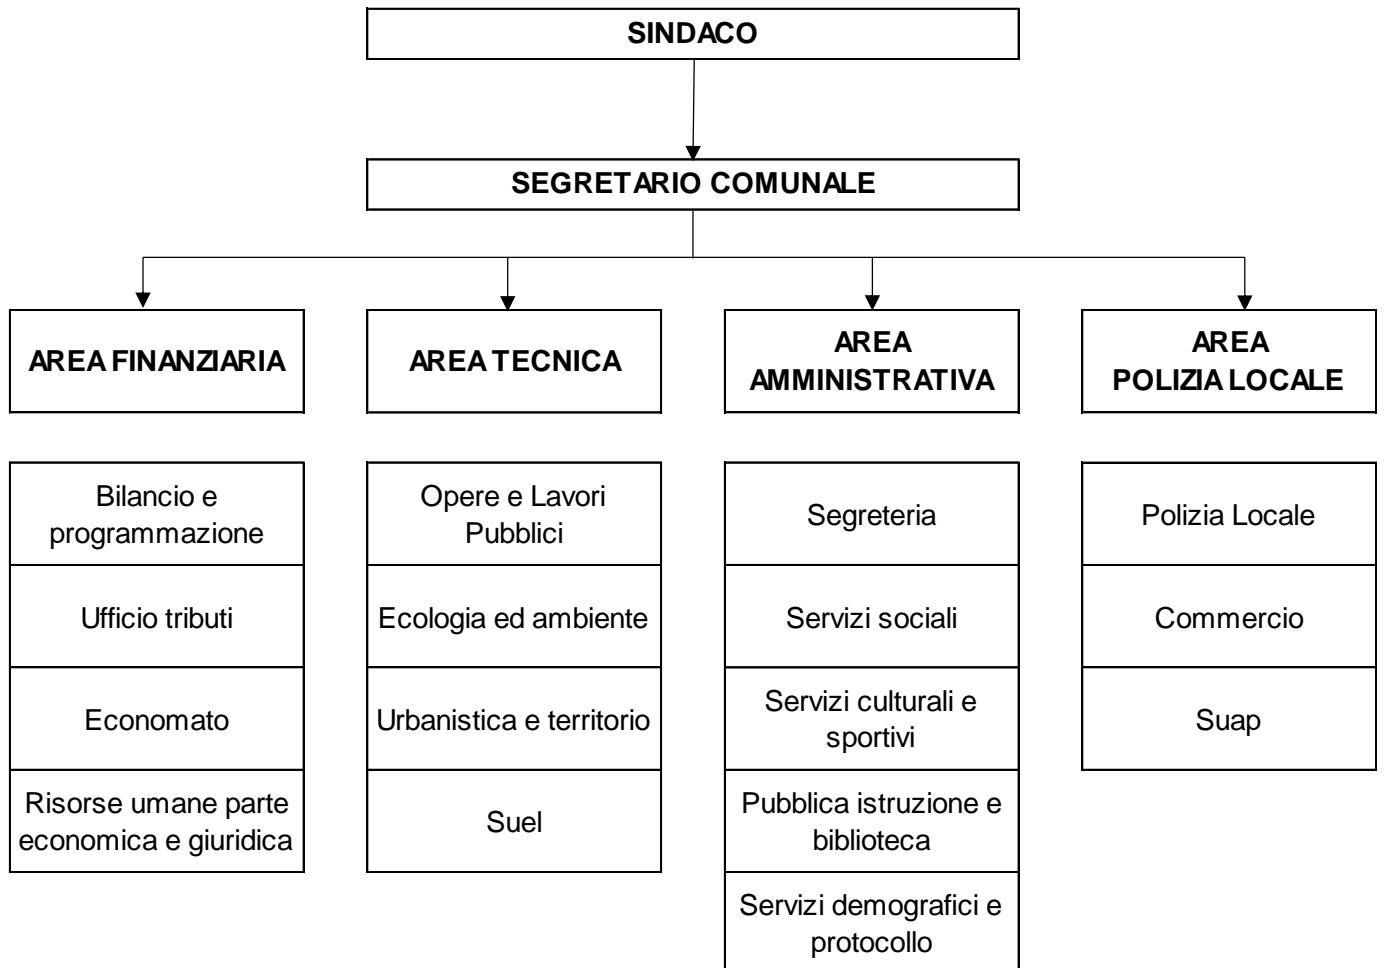 SINDACO
SEGRETARIO COMUNALE
AREA FINANZIARIA
AREA TECNICA
AREA
AMMINISTRATIVA
AREA
POLIZIA LOCALE
Bilancio e
programmazione
Ufficio tributi
Economato
Risorse umane parte
economica e giuridica
Opere e Lavori
Pubblici
Ecologia ed ambiente
Urbanistica e territorio
Suel
Segreteria
Servizi sociali
Servizi culturali e
sportivi
Pubblica istruzione e
biblioteca
Servizi demografici e
protocollo
Polizia Locale
Commercio
Suap